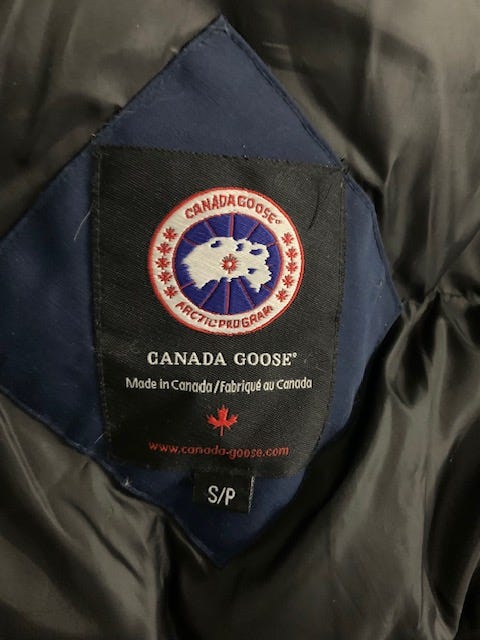 CANADA GOOSE®
ARCTIC PROGRAM
CANADA GOOSE®
Made in Canada/Fabriqué au Canada
www.canada-goose.com
S/P